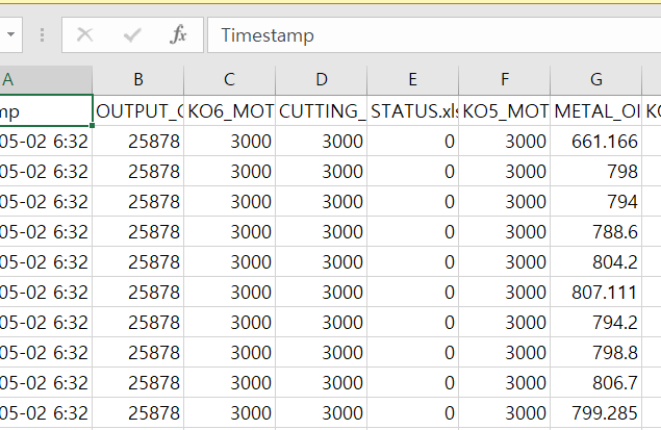 fx Timestamp
A B C D E F G
mp OUTPUT_C KO6_MOT CUTTING_ STATUS.xls KO5_MOT METAL_OI KO
05-02 6:32 25878 3000 3000 0 3000 661.166
05-02 6:32 25878 3000 3000 0 3000 798
05-02 6:32 25878 3000 3000 0 3000 794
05-02 6:32 25878 3000 3000 0 3000 788.6
05-02 6:32 25878 3000 3000 0 3000 804.2
05-02 6:32 25878 3000 3000 0 3000 807.111
05-02 6:32 25878 3000 3000 0 3000 794.2
05-02 6:32 25878 3000 3000 0 3000 798.8
05-02 6:32 25878 3000 3000 0 3000 806.7
05-02 6:32 25878 3000 3000 0 3000 799.285